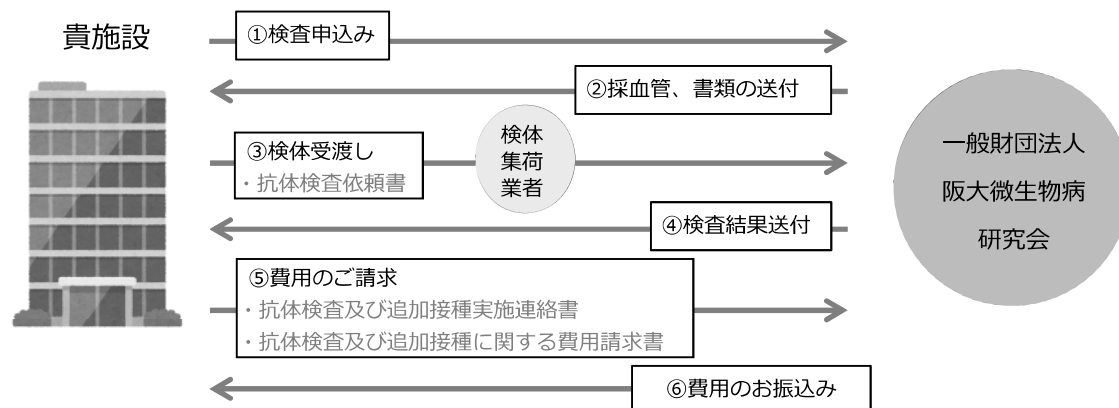 貴施設
①検査申込み
②採血管、書類の送付
③検体受渡し
・抗体検査依頼書
検体
集荷
業者
一般財団法人
阪大微生物病
研究会
④検査結果送付
⑤費用のご請求
・抗体検査及び追加接種実施連絡書
・抗体検査及び追加接種に関する費用請求書
⑥費用のお振込み